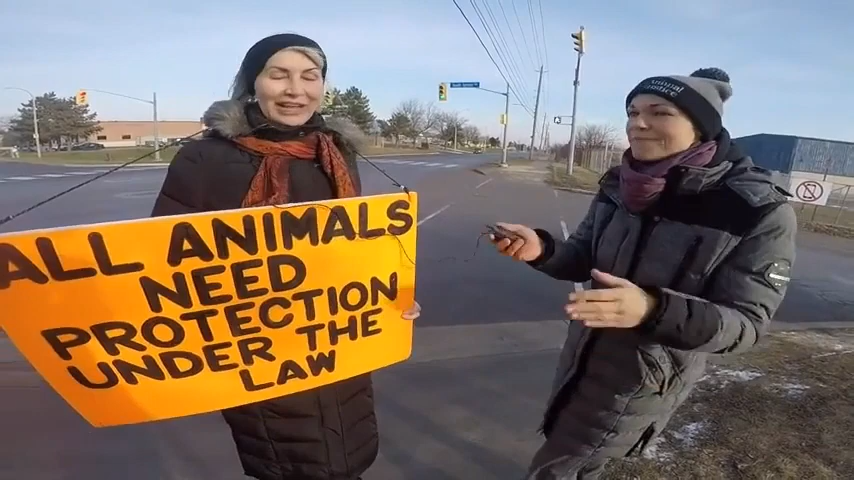 ALL ANIMALS
NEED
PROTECTION
UNDER THE
LAW
Animal
Justice